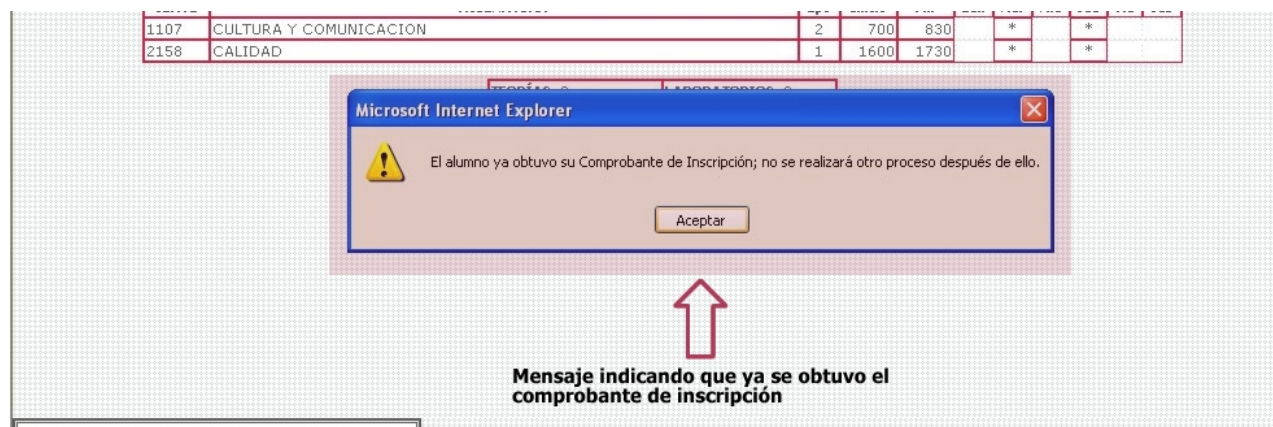 1107 CULTURA Y COMUNICACION 2 700 830 * *
2158 CALIDAD 1 1600 1730 * *
Microsoft Internet Explorer
El alumno ya obtuvo su Comprobante de Inscripción; no se realizará otro proceso después de ello.
Aceptar
Mensaje indicando que ya se obtuvo el
comprobante de inscripción